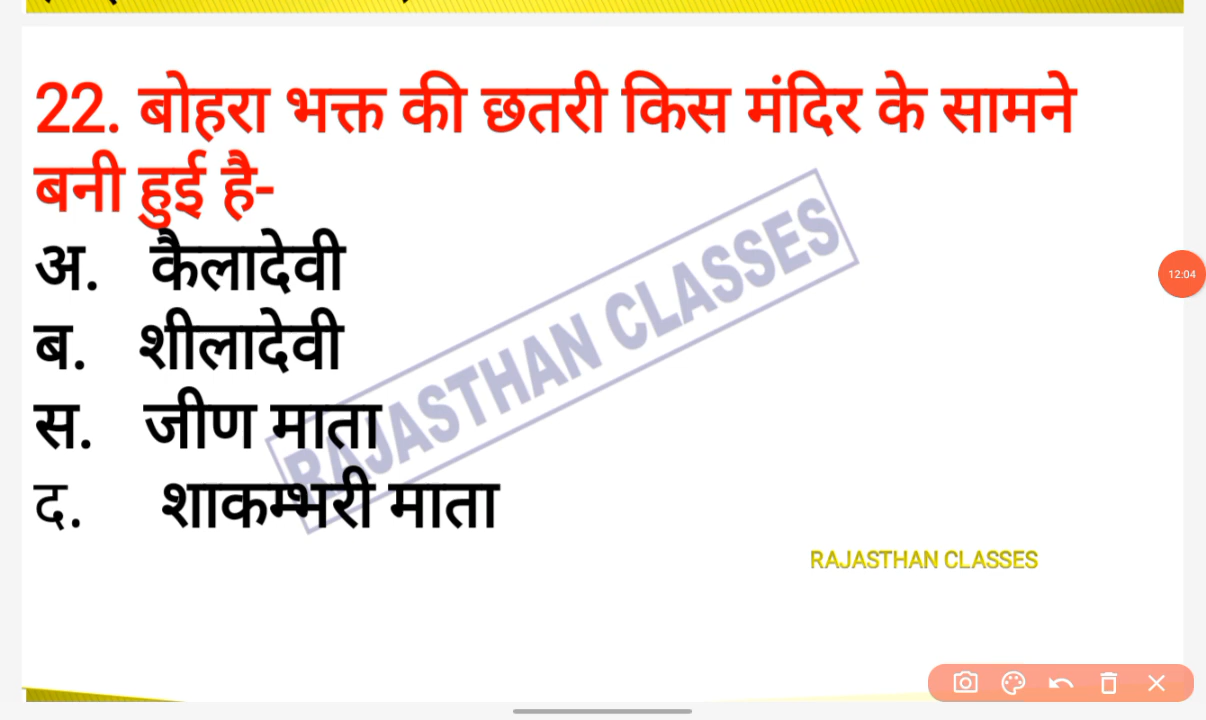 22. बोहरा भक्त की छतरी किस मंदिर के सामने
बनी हुई है-
अ. कैलादेवी
ब. शीलादेवी
स. जीण माता
द. शाकम्भरी माता
RAJASTHAN CLASSES
RAJASTHAN CLASSES
12:04